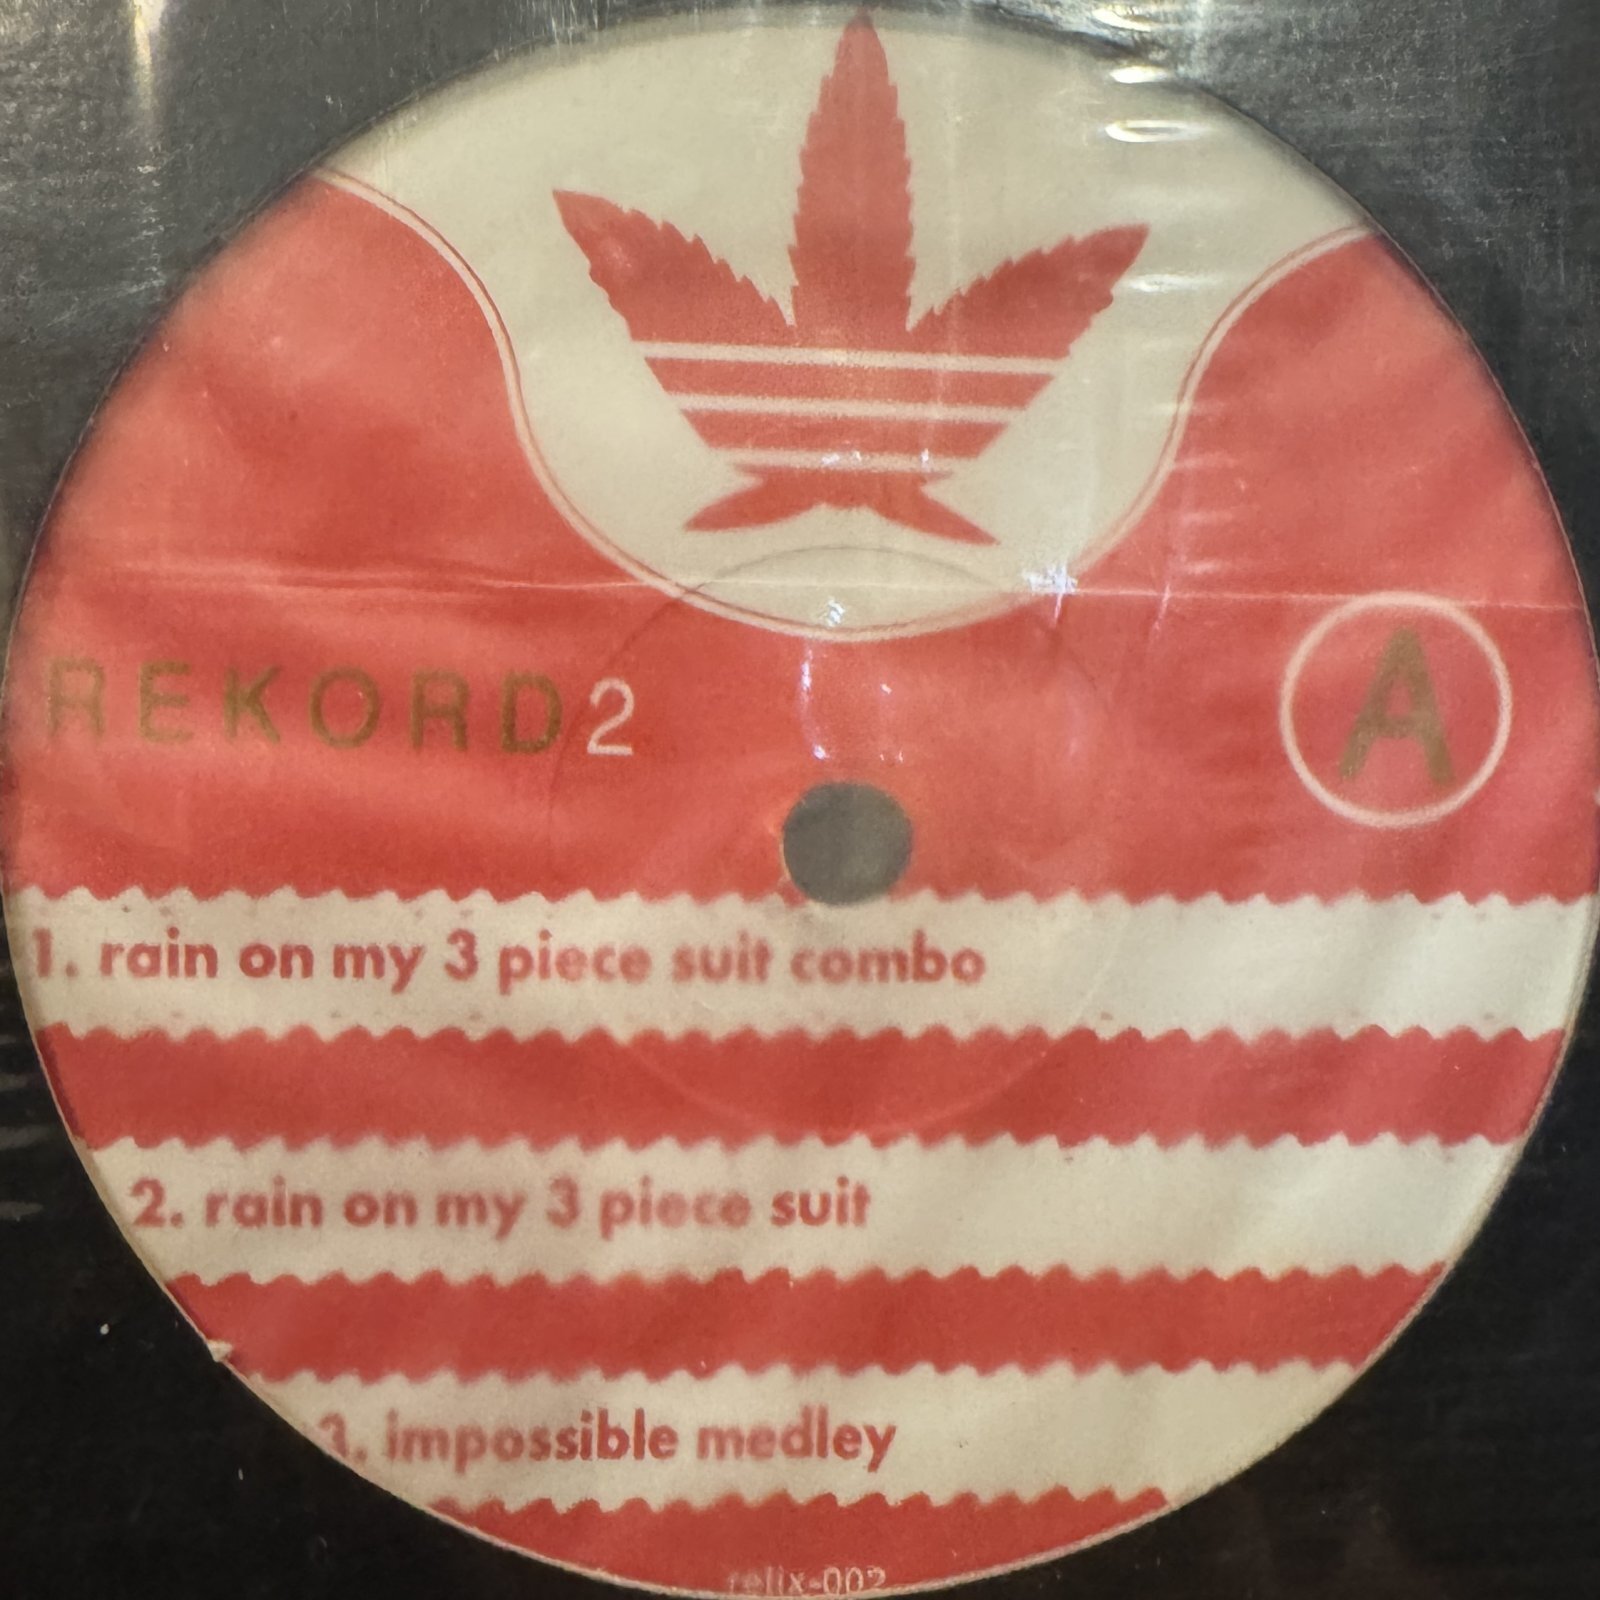 REKORD2
A
1. rain on my 3 piece suit combo
2. rain on my 3 piece suit
3. impossible medley
relix-002